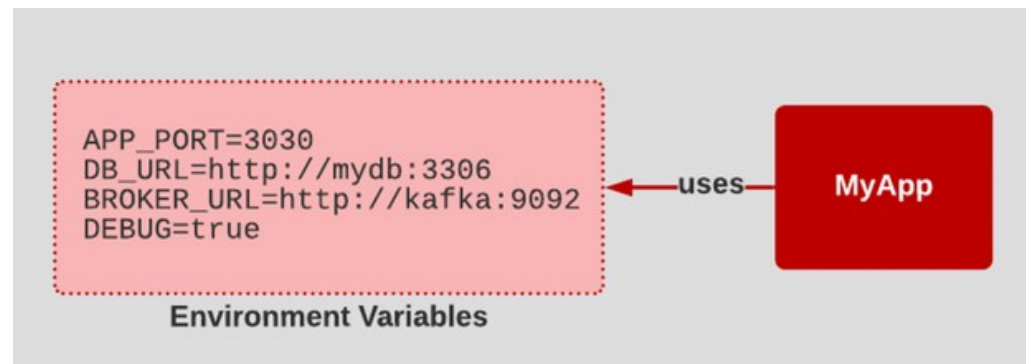 APP_PORT=3030
DB_URL=http://mydb:3306
BROKER_URL=http://kafka:9092
DEBUG=true
uses
MyApp
Environment Variables